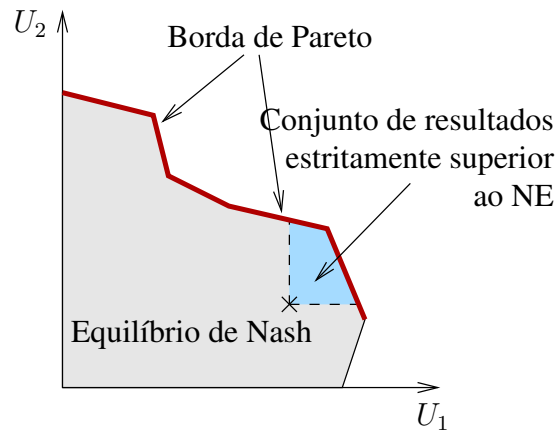 U₂
Borda de Pareto
Conjunto de resultados
estritamente superior
ao NE
Equilíbrio de Nash
U₁